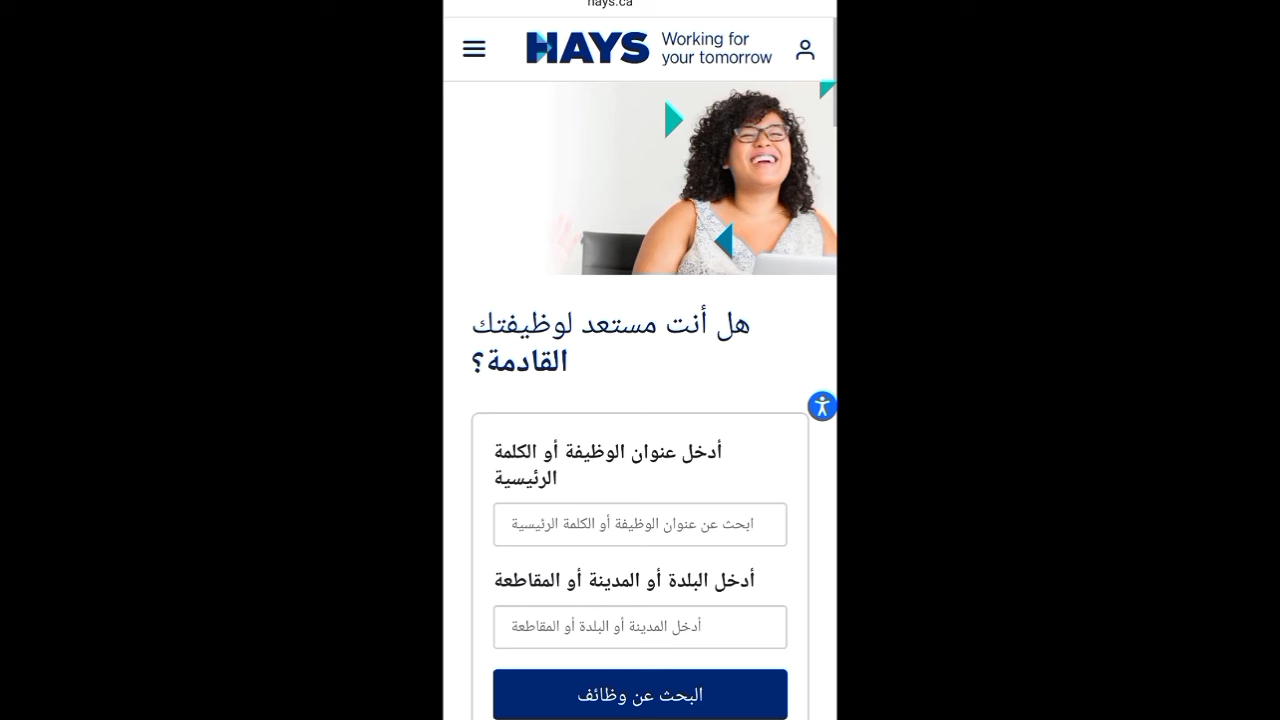 hays.ca
HAYS
Working for
your tomorrow
هل أنت مستعد لوظيفتك
القادمة؟
أدخل عنوان الوظيفة أو الكلمة
الرئيسية
ابحث عن عنوان الوظيفة أو الكلمة الرئيسية
أدخل البلدة أو المدينة أو المقاطعة
أدخل المدينة أو البلدة أو المقاطعة
البحث عن وظائف